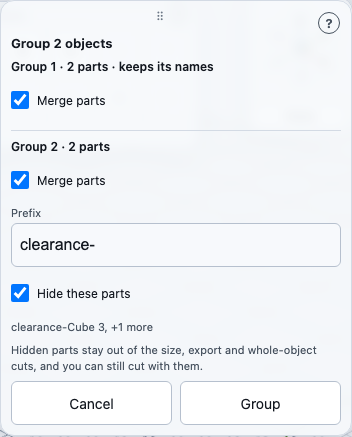 ?
Group 2 objects
Group 1 · 2 parts · keeps its names
Merge parts
Group 2 · 2 parts
Merge parts
Prefix
clearance-
Hide these parts
clearance-Cube 3, +1 more
Hidden parts stay out of the size, export and whole-object
cuts, and you can still cut with them.
Cancel
Group